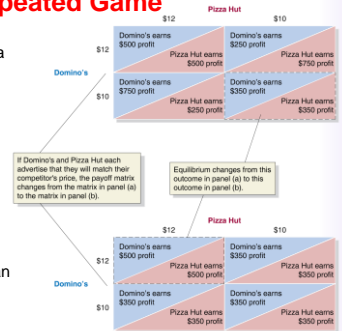 peated Game
Pizza Hut
$12 $10
a
Domino's earns
$500 profit
Pizza Hut earns
$500 profit
Domino's earns
$250 profit
Pizza Hut earns
$750 profit
$12
Domino's
$10
Domino's earns
$750 profit
Pizza Hut earns
$250 profit
Domino's earns
$350 profit
Pizza Hut earns
$350 profit
If Domino's and Pizza Hut each
advertise that they will match their
competitor's price, the payoff matrix
changes from the matrix in panel (a)
to the matrix in panel (b).
Equilibrium changes from this
outcome in panel (a) to this
outcome in panel (b).
Pizza Hut
$12 $10
Domino's earns
$500 profit
Pizza Hut earns
$500 profit
Domino's earns
$350 profit
Pizza Hut earns
$350 profit
$12
an
Domino's
$10
Domino's earns
$350 profit
Pizza Hut earns
$350 profit
Domino's earns
$350 profit
Pizza Hut earns
$350 profit